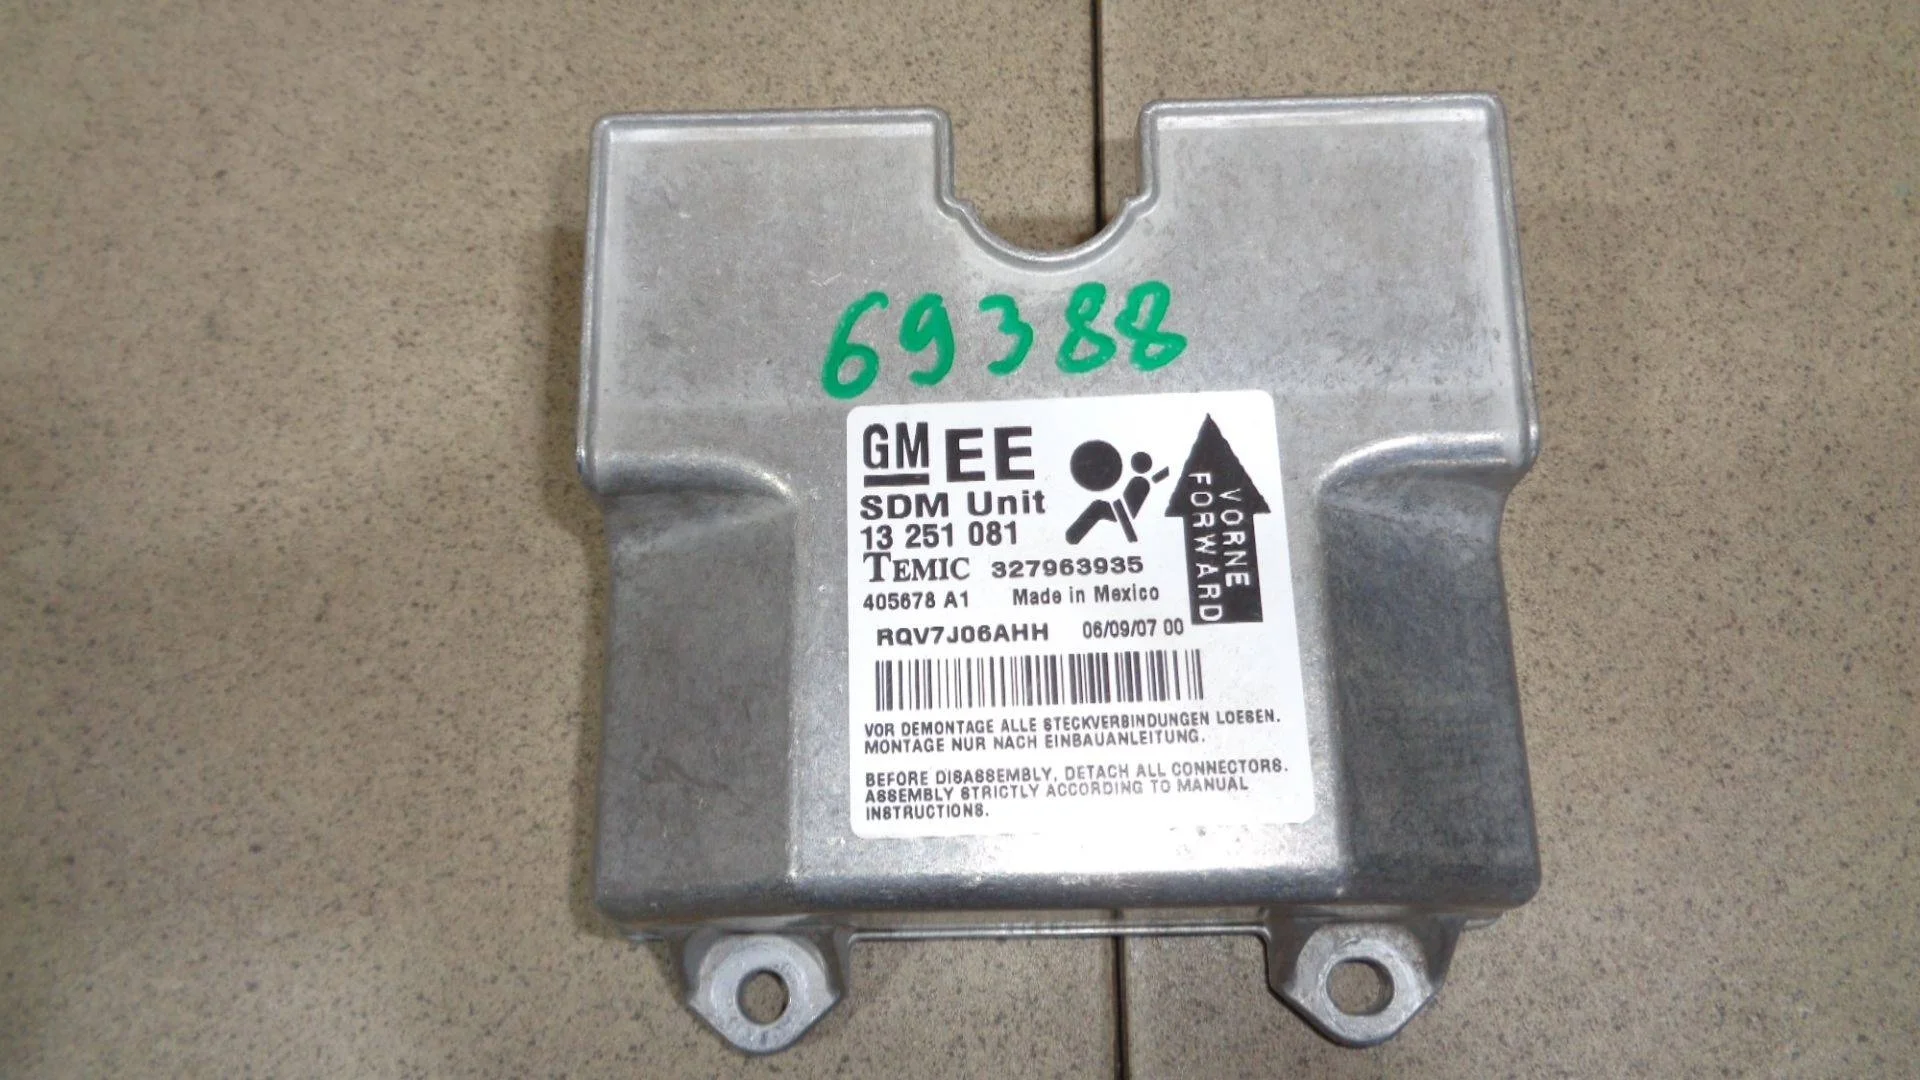 69388
GM EE
SDM Unit
13 251 081
TEMIC 327963935
405678 A1 Made in Mexico
RQV7J06AHH 06/09/07 00
VORNE
FORWARD
VOR DEMONTAGE ALLE STECKVERBINDUNGEN LOESEN.
MONTAGE NUR NACH EINBAUANLEITUNG.
BEFORE DISASSEMBLY, DETACH ALL CONNECTORS.
ASSEMBLY STRICTLY ACCORDING TO MANUAL
INSTRUCTIONS.